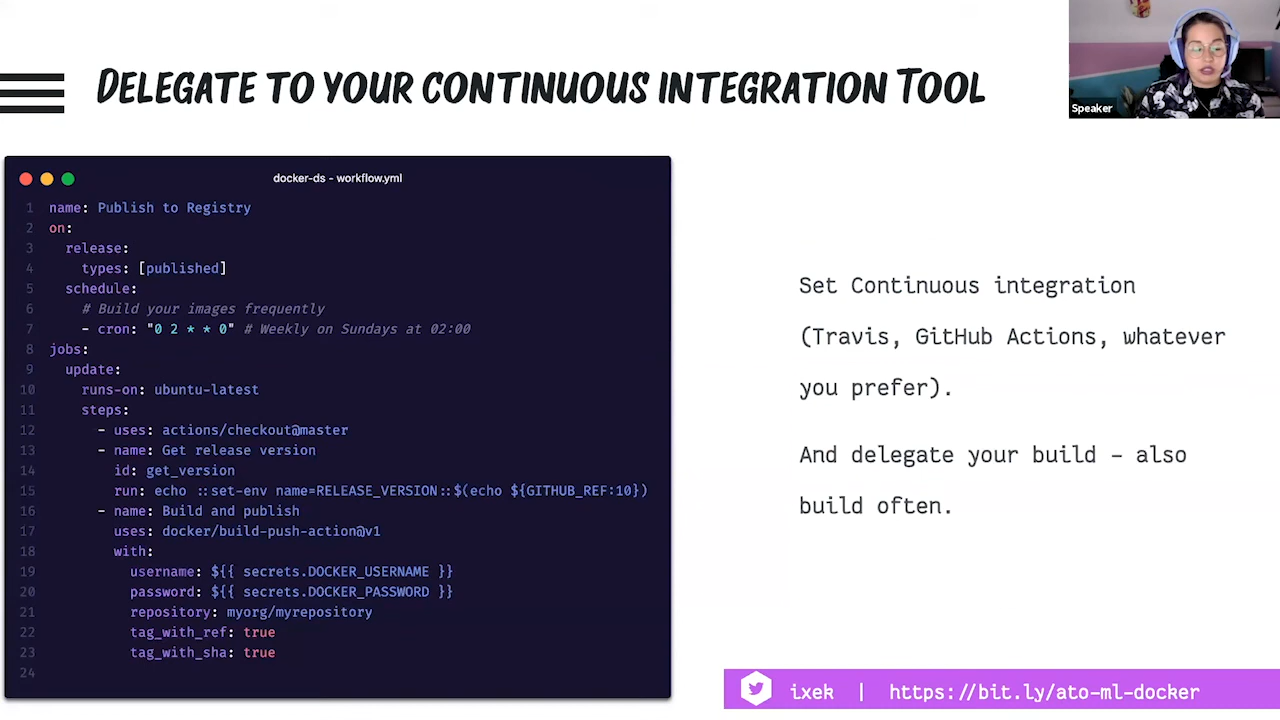 DELEGATE TO YOUR CONTINUOUS INTEGRATION TOOL
Speaker
docker-ds - workflow.yml
1 name: Publish to Registry
2 on:
3   release:
4     types: [published]
5   schedule:
6     # Build your images frequently
7     - cron: "0 2 * * 0" # Weekly on Sundays at 02:00
8 jobs:
9   update:
10     runs-on: ubuntu-latest
11     steps:
12       - uses: actions/checkout@master
13       - name: Get release version
14         id: get_version
15         run: echo ::set-env name=RELEASE_VERSION::$(echo ${GITHUB_REF:10})
16       - name: Build and publish
17         uses: docker/build-push-action@v1
18         with:
19           username: ${{ secrets.DOCKER_USERNAME }}
20           password: ${{ secrets.DOCKER_PASSWORD }}
21           repository: myorg/myrepository
22           tag_with_ref: true
23           tag_with_sha: true
24
Set Continuous integration
(Travis, GitHub Actions, whatever
you prefer).
And delegate your build – also
build often.
ixek | https://bit.ly/ato-ml-docker